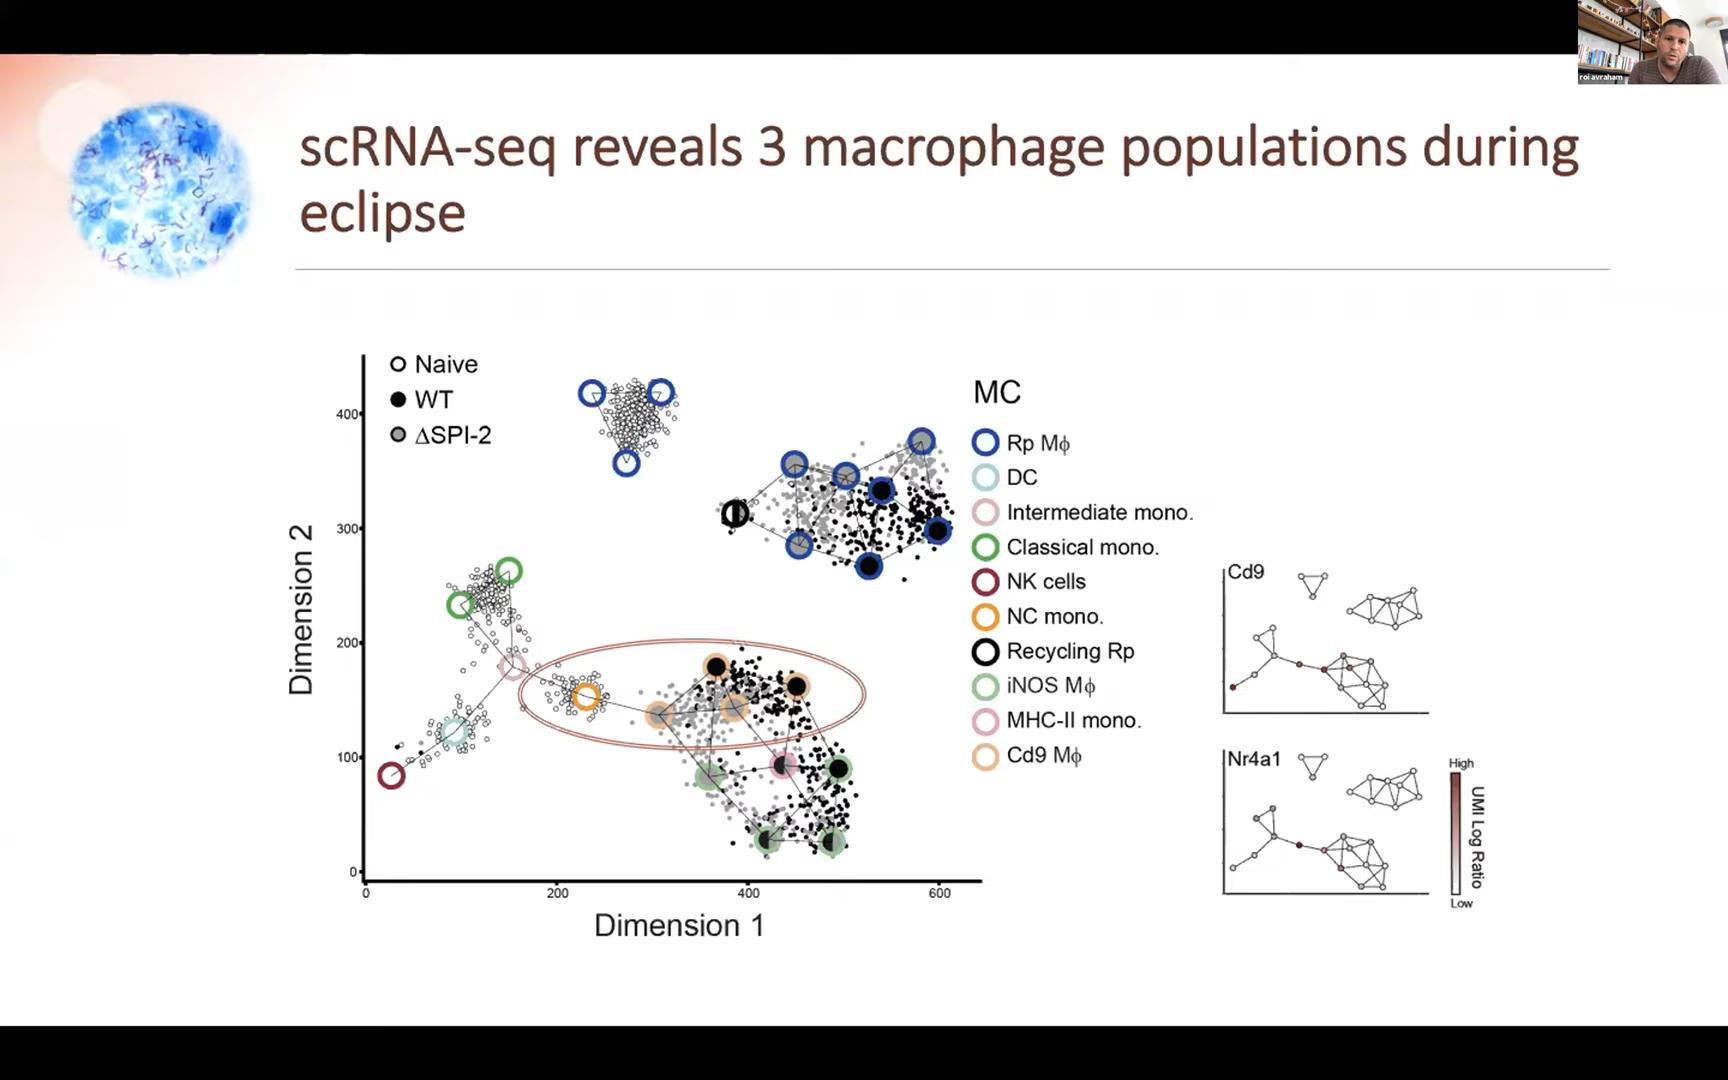 roi avraham
scRNA-seq reveals 3 macrophage populations during
eclipse
Naive
WT
ΔSPI-2
400
300
200
100
0
0
200
400
600
Dimension 2
Dimension 1
MC
Rp Mϕ
DC
Intermediate mono.
Classical mono.
NK cells
NC mono.
Recycling Rp
iNOS Mϕ
MHC-II mono.
Cd9 Mϕ
Cd9
Nr4a1
High
UMI Log Ratio
Low